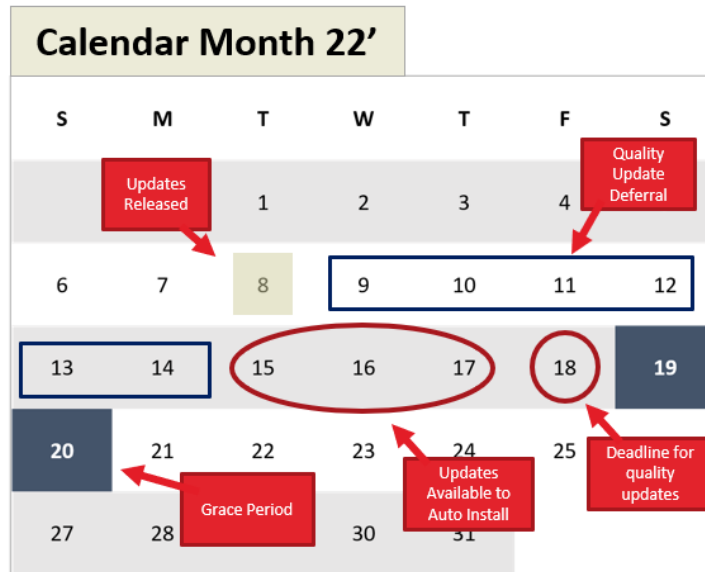 Calendar Month 22’
S M T W T F S
Updates
Released
Quality
Update
Deferral
1 2 3 4
6 7 8 9 10 11 12
13 14 15 16 17 18 19
20 21 22 23 24 25
Grace Period
Updates
Available to
Auto Install
Deadline for
quality
updates
27 28 30 31